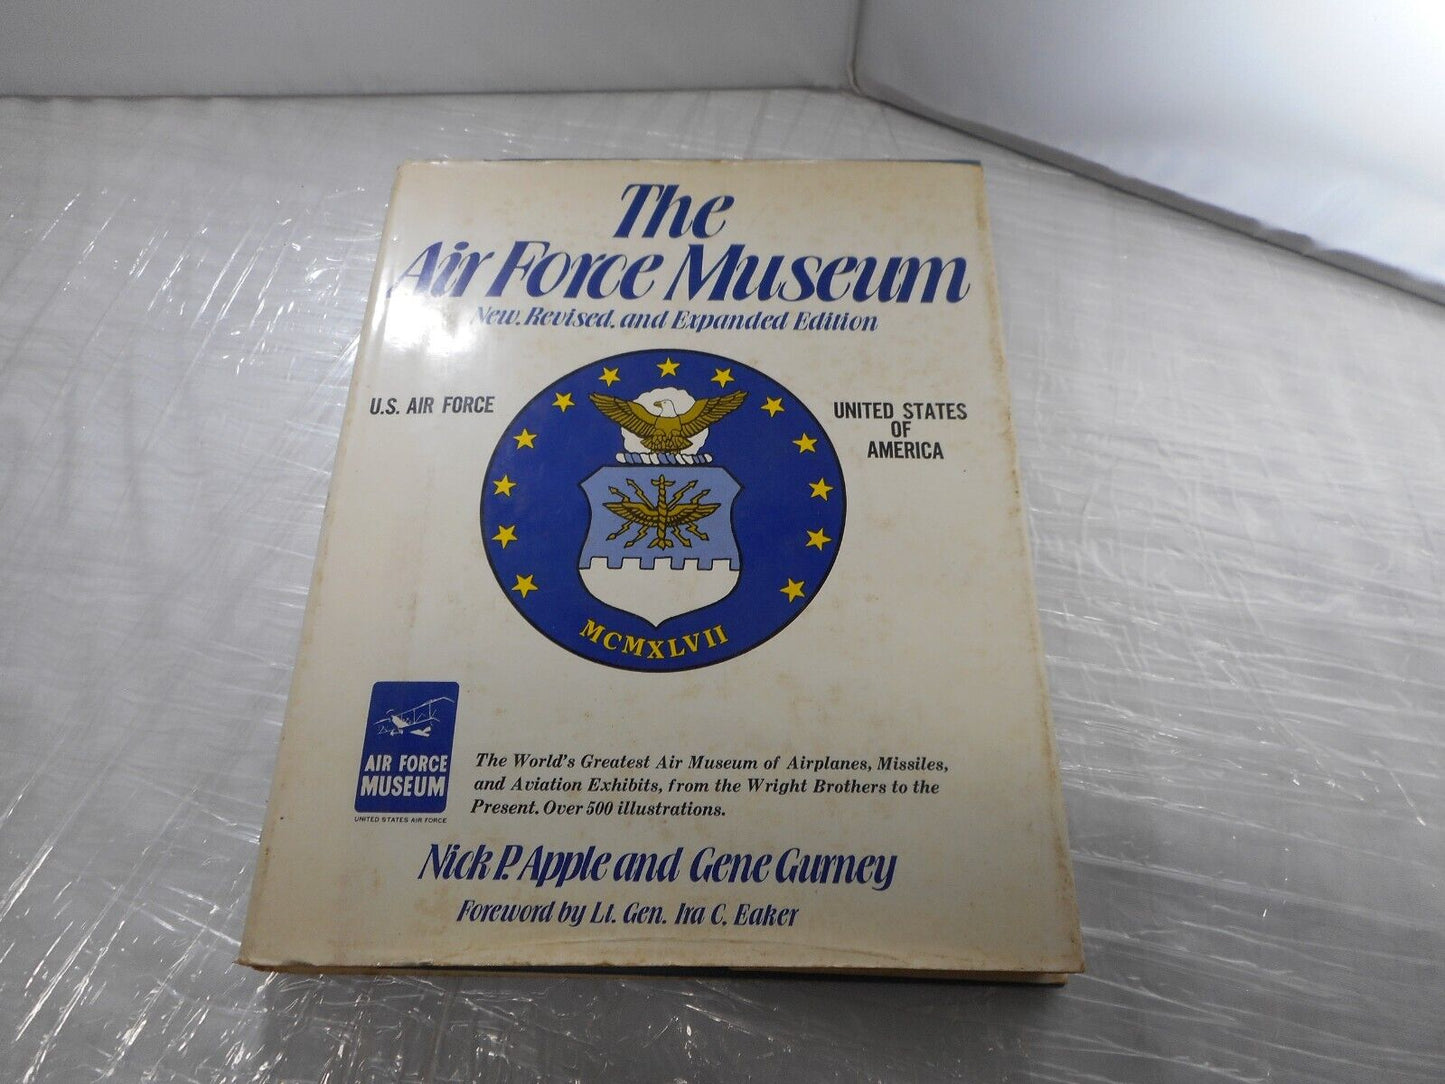 The
Air Force Museum
New, Revised, and Expanded Edition
U.S. AIR FORCE
UNITED STATES
OF
AMERICA
MCMXLVII
AIR FORCE
MUSEUM
UNITED STATES AIR FORCE
The World's Greatest Air Museum of Airplanes, Missiles,
and Aviation Exhibits, from the Wright Brothers to the
Present. Over 500 illustrations.
Nick P. Apple and Gene Gurney
Foreword by Lt. Gen. Ira C. Eaker